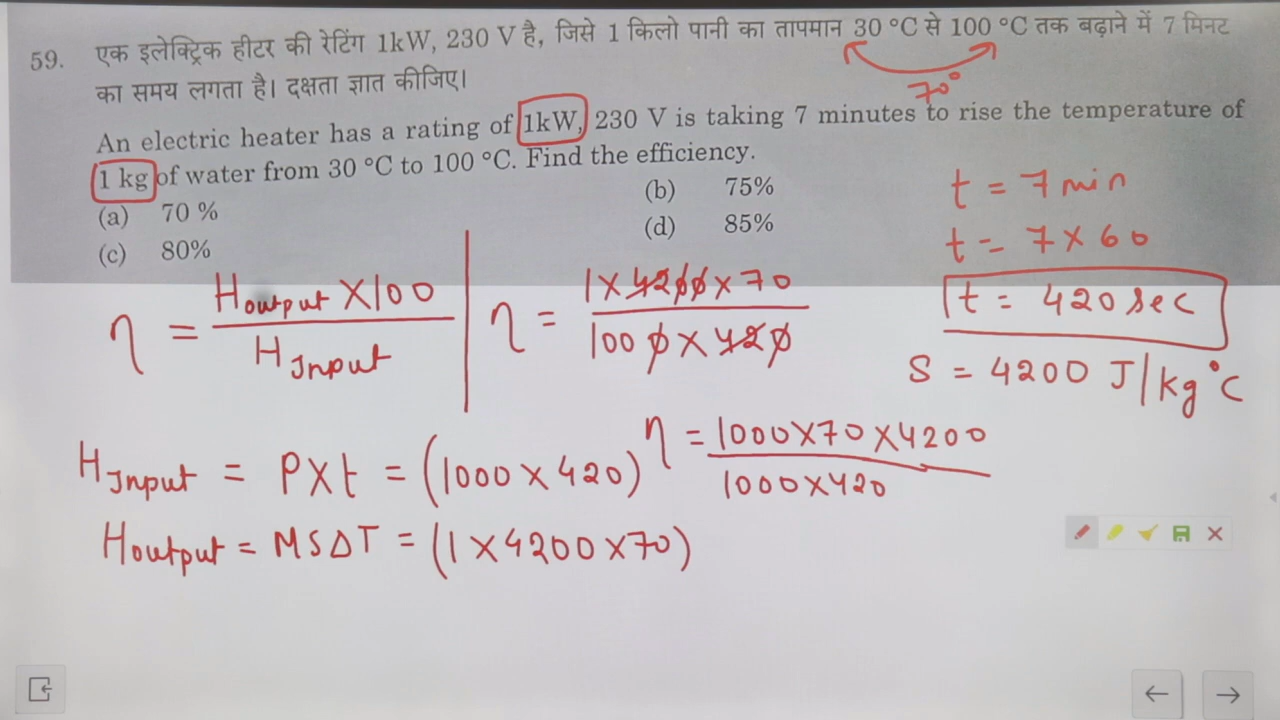 59. एक इलेक्ट्रिक हीटर की रेटिंग 1kW, 230 V है, जिसे 1 किलो पानी का तापमान 30 °C से 100 °C तक बढ़ाने में 7 मिनट
का समय लगता है। दक्षता ज्ञात कीजिए।
70°
An electric heater has a rating of 1kW, 230 V is taking 7 minutes to rise the temperature of
1 kg of water from 30 °C to 100 °C. Find the efficiency.
(a) 70 % (b) 75%
(c) 80% (d) 85%
t = 7 min
t = 7 × 60
t = 420 sec
S = 4200 J/kg°C
η = Houtput × 100 / H Input
η = 1 × 4200 × 70 / 1000 × 420
η = 1000 × 70 × 4200 / 1000 × 420
H Input = P × t = (1000 × 420)
Houtput = MSΔT = (1 × 4200 × 70)